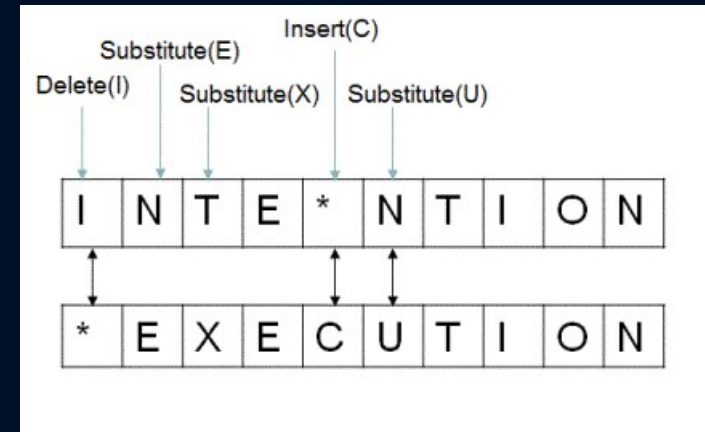 Insert(C)
Substitute(E)
Delete(I)
Substitute(X)
Substitute(U)
I N T E * N T I O N
* E X E C U T I O N